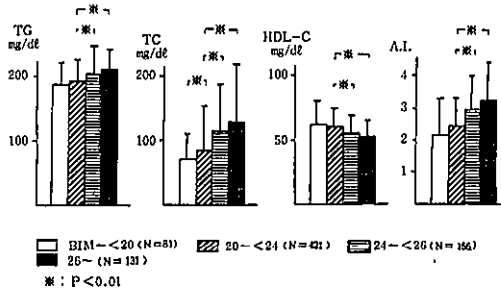 TG
mg/dℓ
200
100
※
※
TC
mg/dℓ
200
100
※
※
※
HDL-C
mg/dℓ
100
50
※
※
A.I.
4
3
2
1
※
※
BIM~<20 (N=81)
20~<24 (N=421)
24~<26 (N=166)
26~(N=131)
※: P<0.01